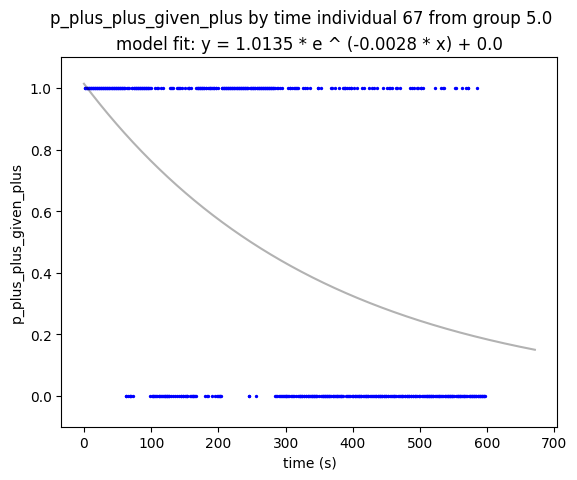 p_plus_plus_given_plus by time individual 67 from group 5.0
model fit: y = 1.0135 * e ^ (-0.0028 * x) + 0.0
p_plus_plus_given_plus
1.0
0.8
0.6
0.4
0.2
0.0
0 100 200 300 400 500 600 700
time (s)